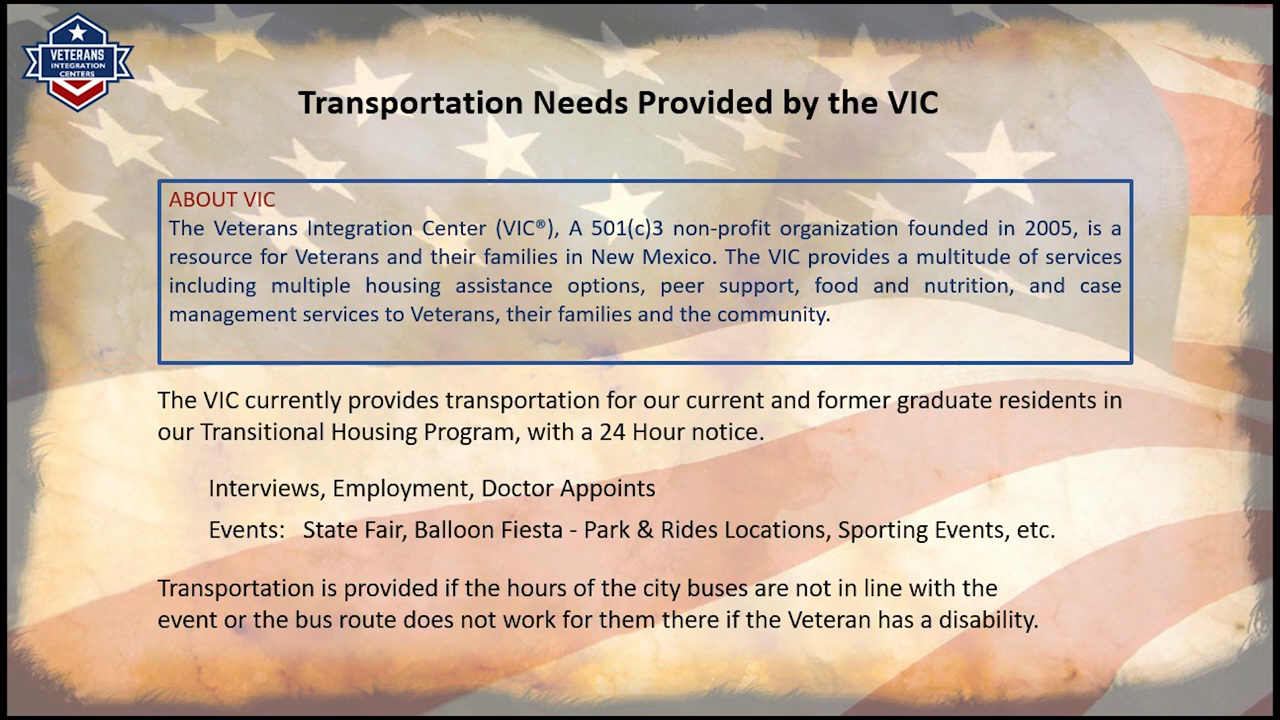 VETERANS
INTEGRATION
CENTERS
Transportation Needs Provided by the VIC
ABOUT VIC
The Veterans Integration Center (VIC®), A 501(c)3 non-profit organization founded in 2005, is a
resource for Veterans and their families in New Mexico. The VIC provides a multitude of services
including multiple housing assistance options, peer support, food and nutrition, and case
management services to Veterans, their families and the community.
The VIC currently provides transportation for our current and former graduate residents in
our Transitional Housing Program, with a 24 Hour notice.
Interviews, Employment, Doctor Appoints
Events: State Fair, Balloon Fiesta - Park & Rides Locations, Sporting Events, etc.
Transportation is provided if the hours of the city buses are not in line with the
event or the bus route does not work for them there if the Veteran has a disability.